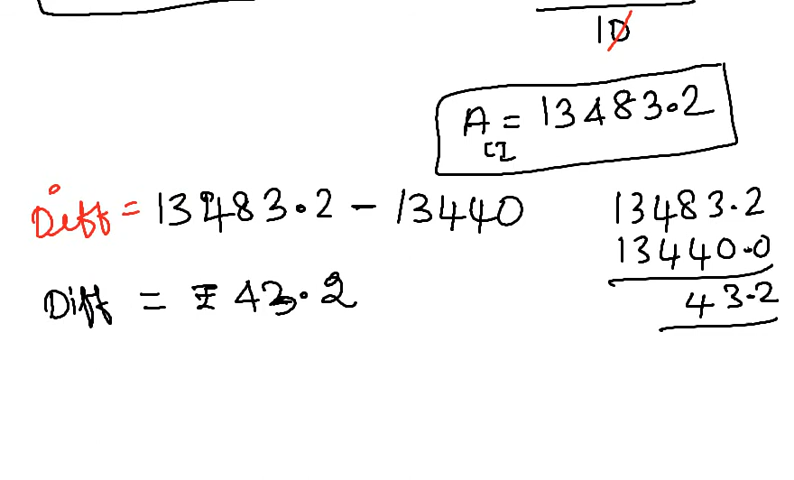 10
A = 13483.2
CI
Diff = 13483.2 - 13440
13483.2
13440.0
43.2
Diff = ₹ 43.2